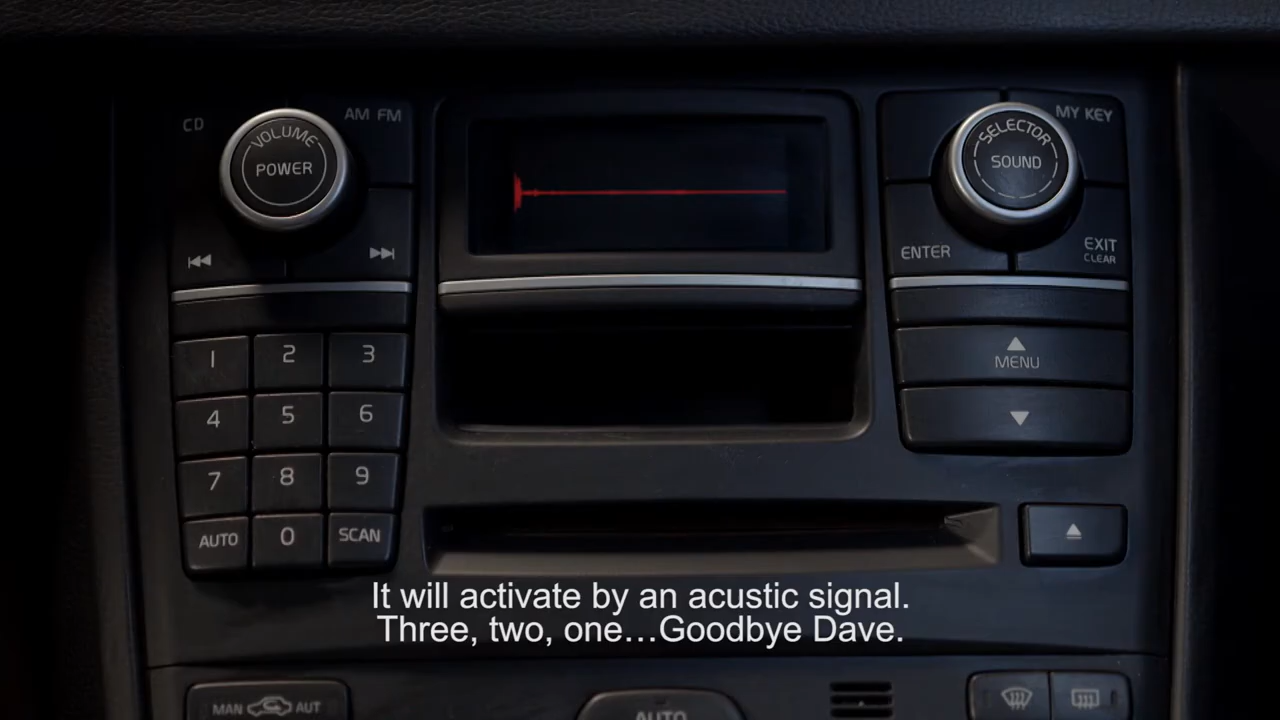 CD
VOLUME
POWER
AM FM
SELECTOR
SOUND
MY KEY
ENTER
EXIT
CLEAR
1 2 3
MENU
4 5 6
7 8 9
AUTO 0 SCAN
It will activate by an acustic signal.
Three, two, one…Goodbye Dave.
MAN AUT
AUTO